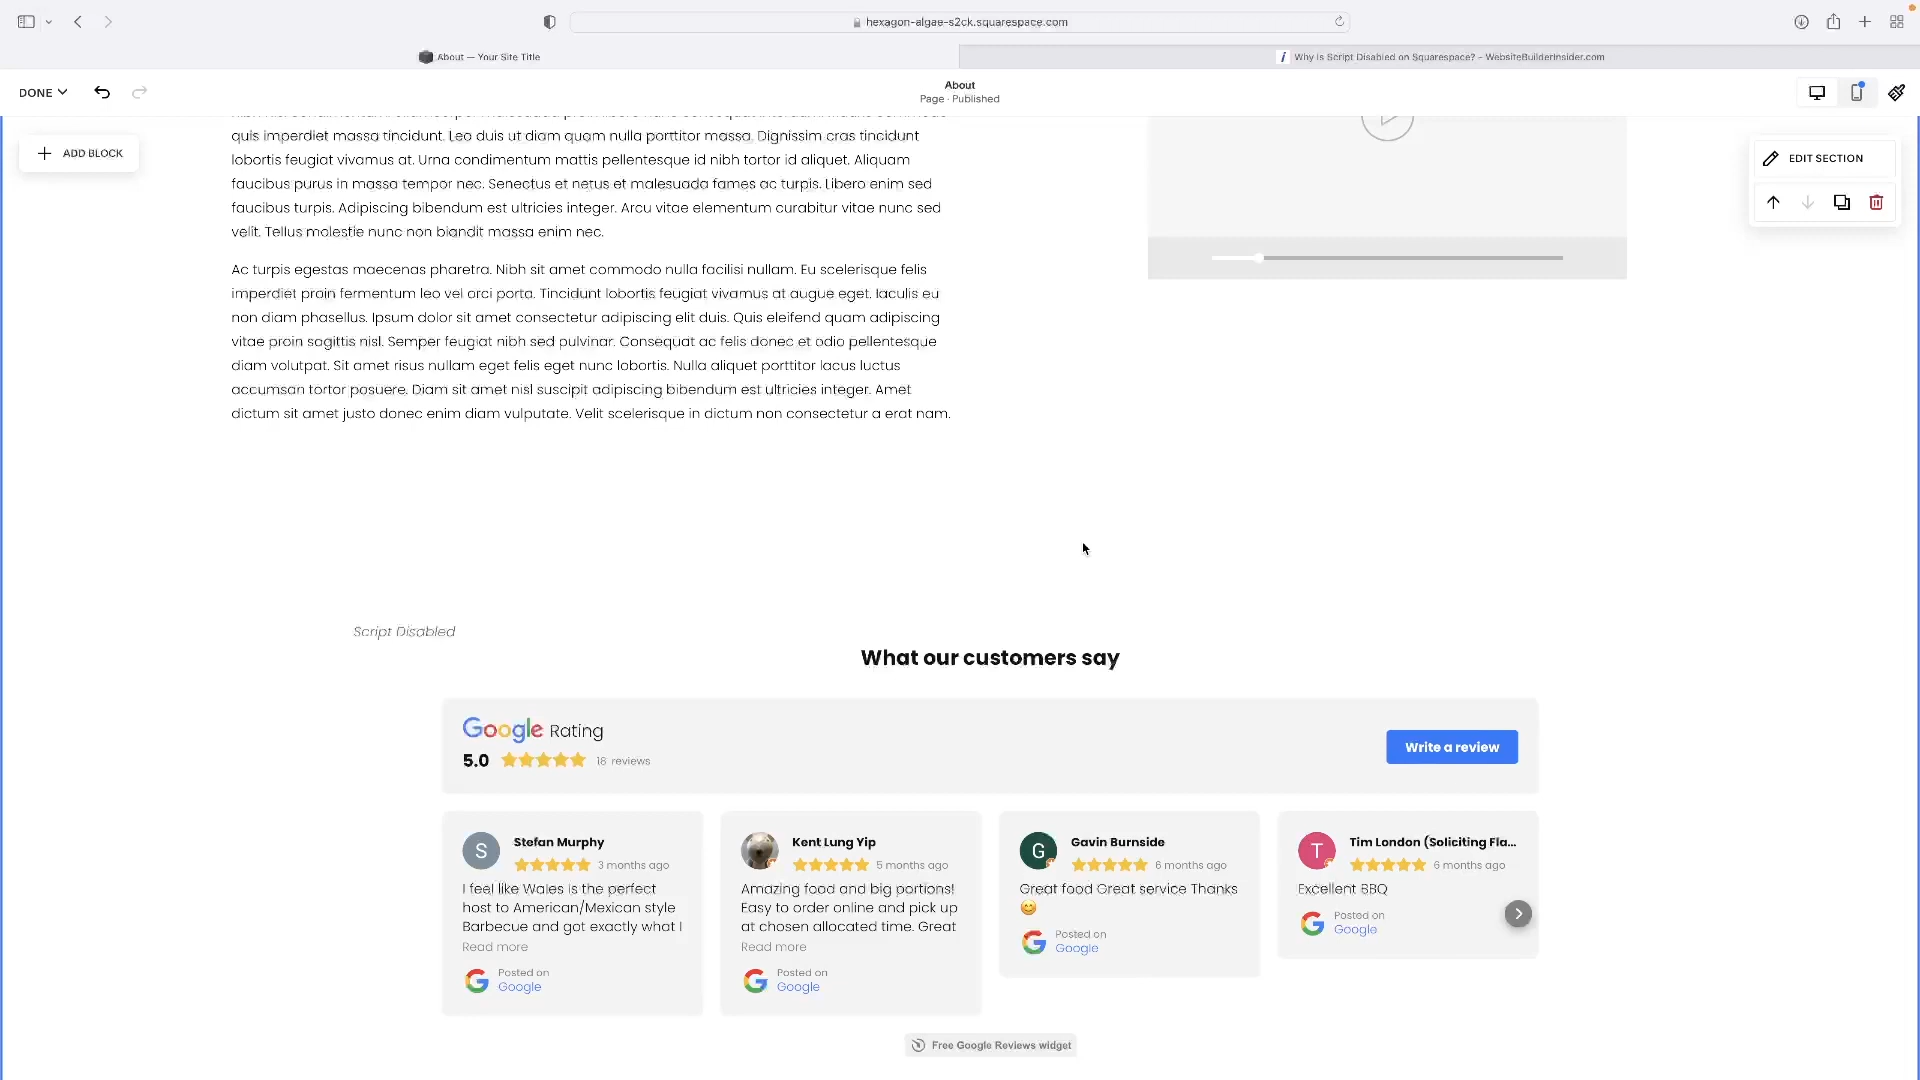 hexagon-algae-s2ck.squarespace.com
About — Your Site Title
Why Is Script Disabled on Squarespace? - WebsiteBuilderInsider.com
DONE
About
Page · Published
ADD BLOCK
EDIT SECTION
quis imperdiet massa tincidunt. Leo duis ut diam quam nulla porttitor massa. Dignissim cras tincidunt
lobortis feugiat vivamus at. Urna condimentum mattis pellentesque id nibh tortor id aliquet. Aliquam
faucibus purus in massa tempor nec. Senectus et netus et malesuada fames ac turpis. Libero enim sed
faucibus turpis. Adipiscing bibendum est ultricies integer. Arcu vitae elementum curabitur vitae nunc sed
velit. Tellus molestie nunc non blandit massa enim nec.
Ac turpis egestas maecenas pharetra. Nibh sit amet commodo nulla facilisi nullam. Eu scelerisque felis
imperdiet proin fermentum leo vel orci porta. Tincidunt lobortis feugiat vivamus at augue eget. Iaculis eu
non diam phasellus. Ipsum dolor sit amet consectetur adipiscing elit duis. Quis eleifend quam adipiscing
vitae proin sagittis nisl. Semper feugiat nibh sed pulvinar. Consequat ac felis donec et odio pellentesque
diam volutpat. Sit amet risus nullam eget felis eget nunc lobortis. Nulla aliquet porttitor lacus luctus
accumsan tortor posuere. Diam sit amet nisl suscipit adipiscing bibendum est ultricies integer. Amet
dictum sit amet justo donec enim diam vulputate. Velit scelerisque in dictum non consectetur a erat nam.
Script Disabled
What our customers say
Google Rating
5.0 18 reviews
Write a review
Stefan Murphy
3 months ago
I feel like Wales is the perfect
host to American/Mexican style
Barbecue and got exactly what I
Read more
Posted on
Google
Kent Lung Yip
5 months ago
Amazing food and big portions!
Easy to order online and pick up
at chosen allocated time. Great
Read more
Posted on
Google
Gavin Burnside
6 months ago
Great food Great service Thanks
😊
Posted on
Google
Tim London (Soliciting Fla...
6 months ago
Excellent BBQ
Posted on
Google
S
G
T
Free Google Reviews widget